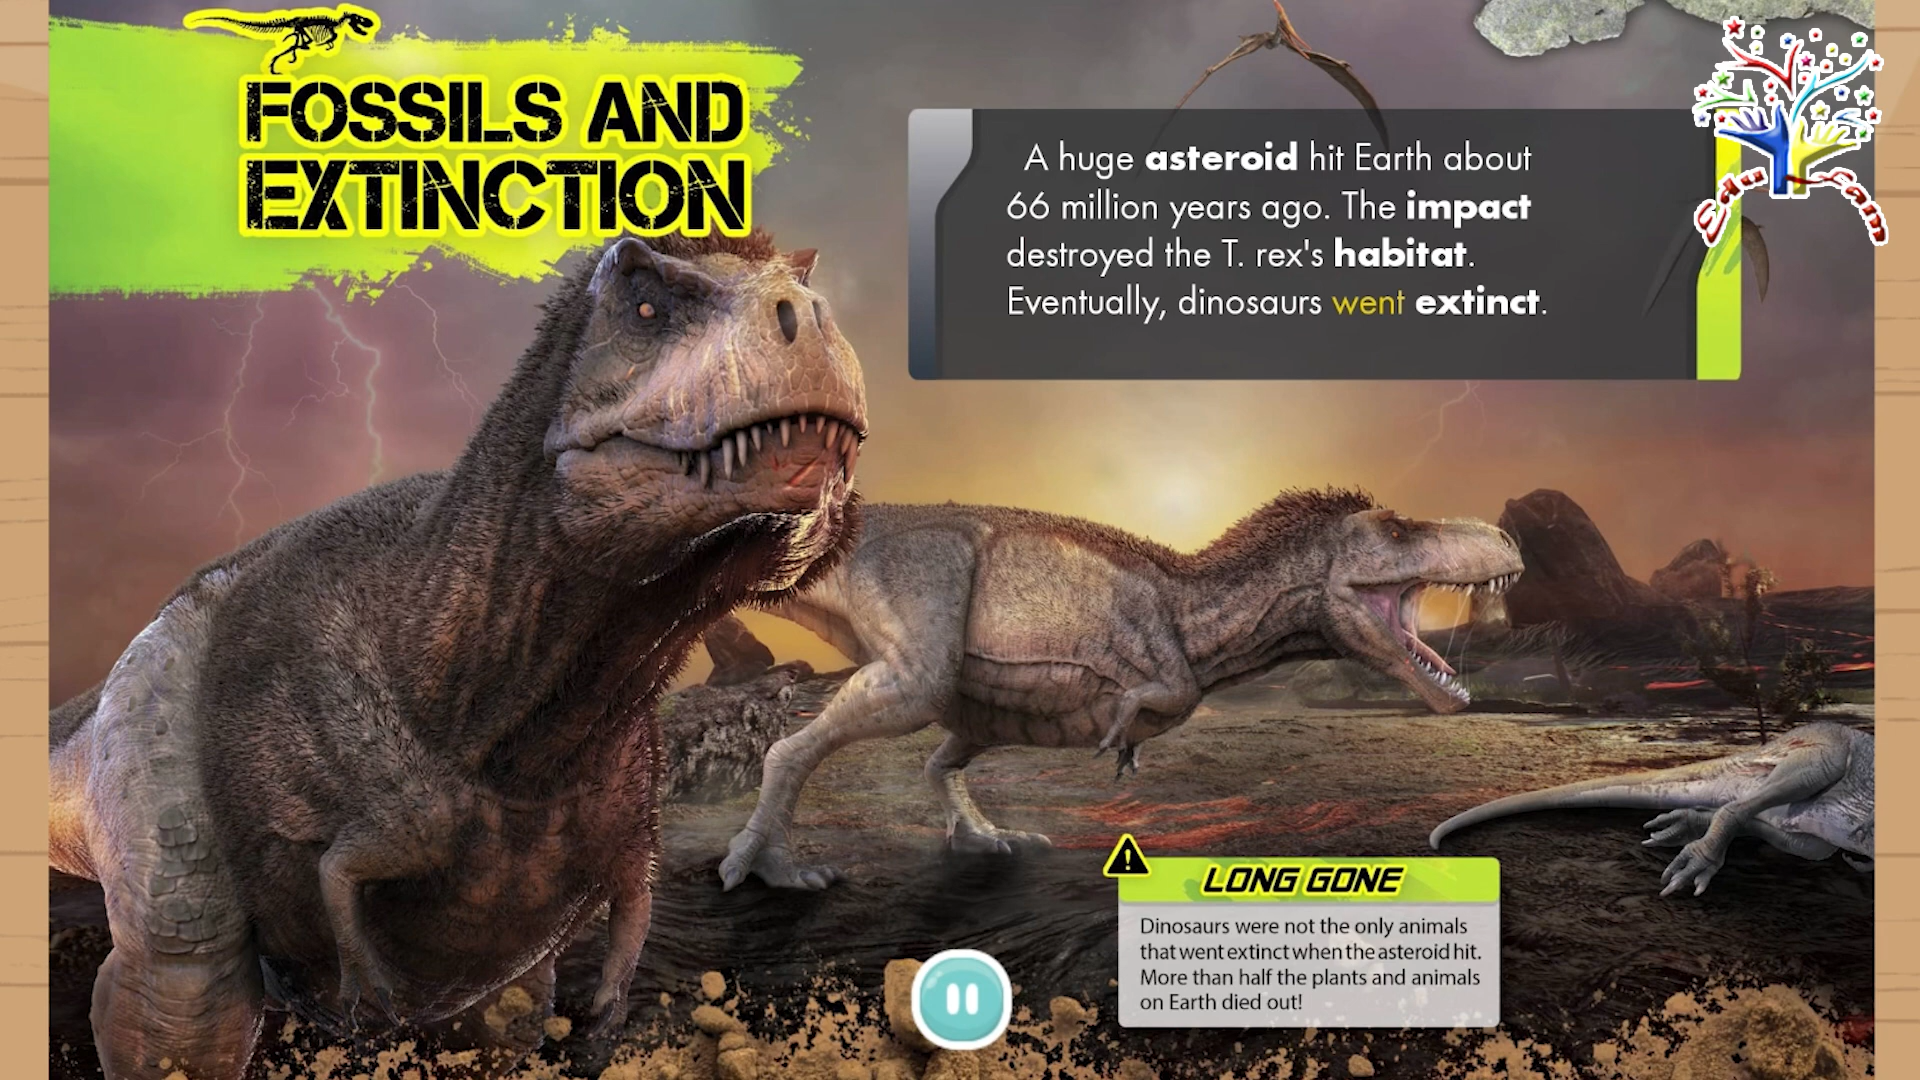 FOSSILS AND
EXTINCTION
A huge asteroid hit Earth about
66 million years ago. The impact
destroyed the T. rex's habitat.
Eventually, dinosaurs went extinct.
Edu Fam
LONG GONE
Dinosaurs were not the only animals
that went extinct when the asteroid hit.
More than half the plants and animals
on Earth died out!